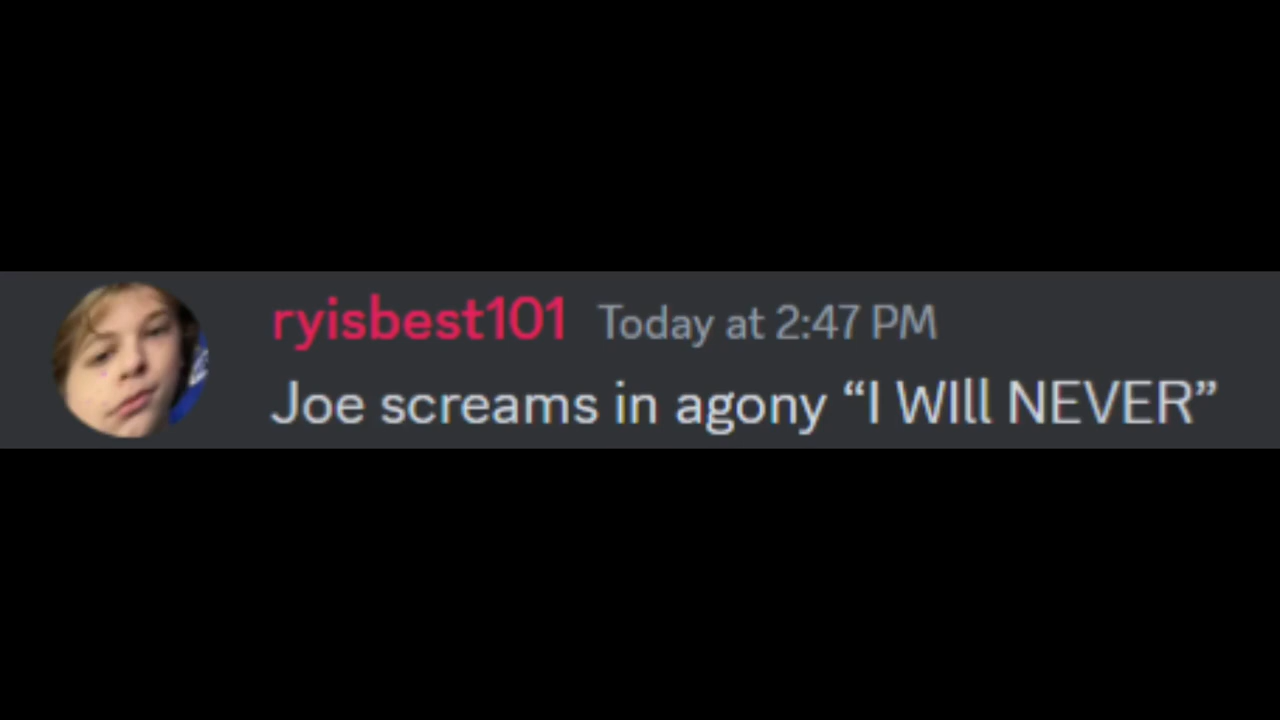 ryisbest101 Today at 2:47 PM
Joe screams in agony “I WIll NEVER”